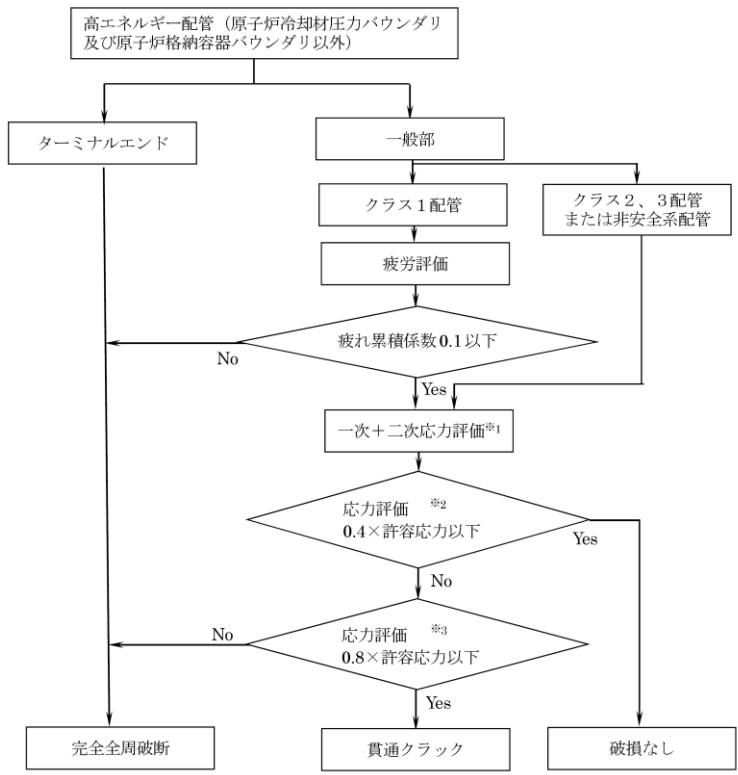 高エネルギー配管（原子炉冷却材圧力バウンダリ
及び原子炉格納容器バウンダリ以外）
ターミナルエンド
一般部
クラス１配管
クラス２、３配管
または非安全系配管
疲労評価
疲れ累積係数0.1以下
No
Yes
一次＋二次応力評価※1
応力評価 ※2
0.4×許容応力以下
Yes
No
応力評価 ※3
0.8×許容応力以下
No
Yes
完全全周破断
貫通クラック
破損なし